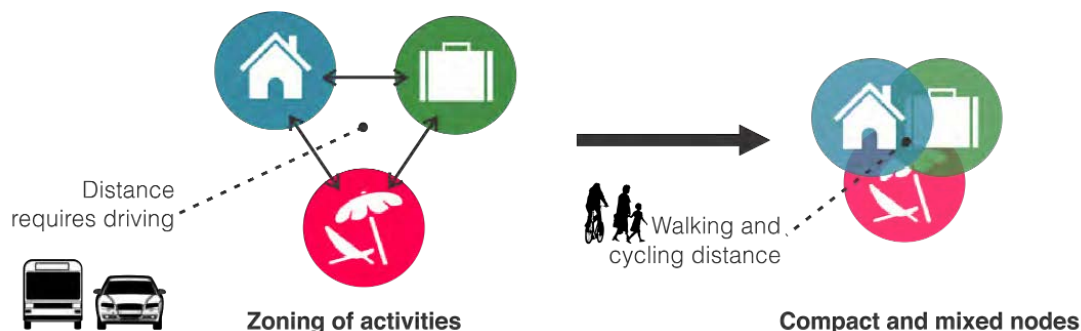 Distance
requires driving
Zoning of activities
Walking and
cycling distance
Compact and mixed nodes